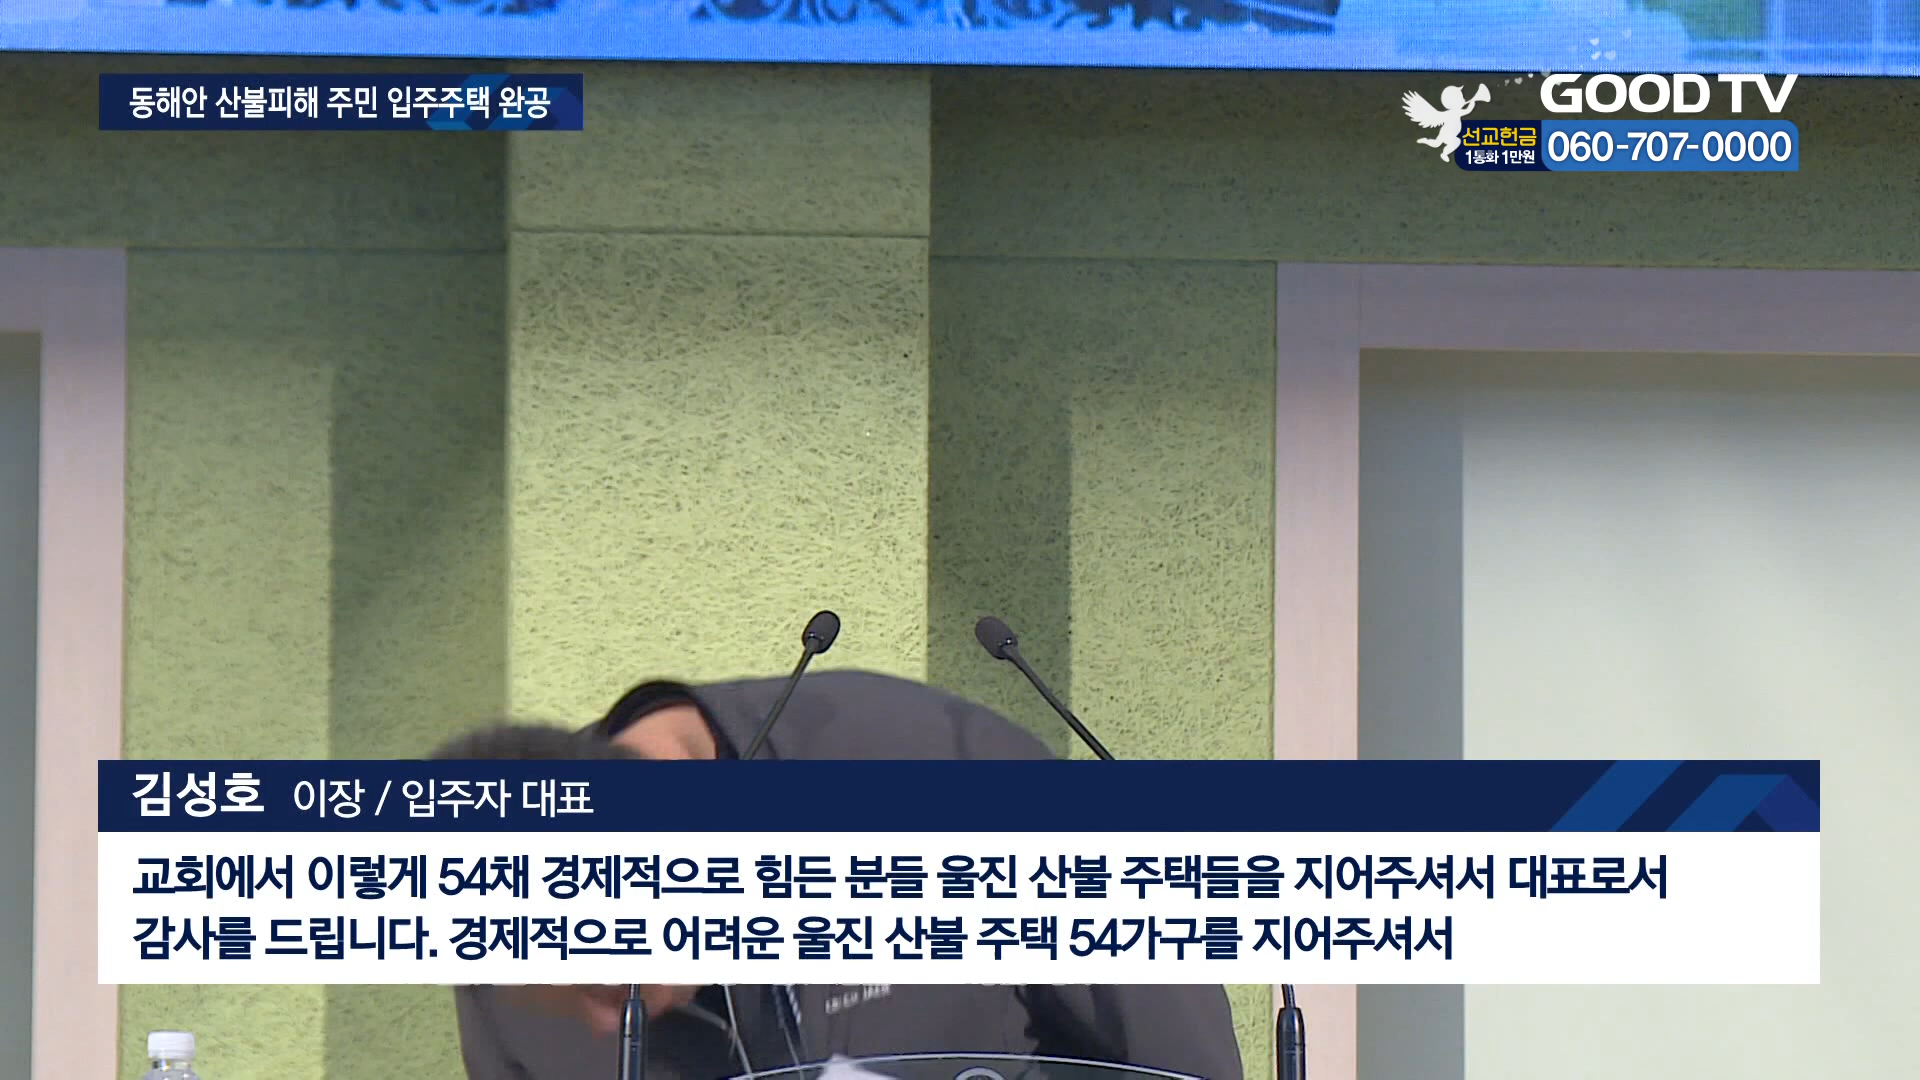 동해안 산불피해 주민 입주주택 완공
GOODTV
선교헌금
1통화 1만원
060-707-0000
김성호 이장 / 입주자 대표
교회에서 이렇게 54채 경제적으로 힘든 분들 울진 산불 주택들을 지어주셔서 대표로서
감사를 드립니다. 경제적으로 어려운 울진 산불 주택 54가구를 지어주셔서